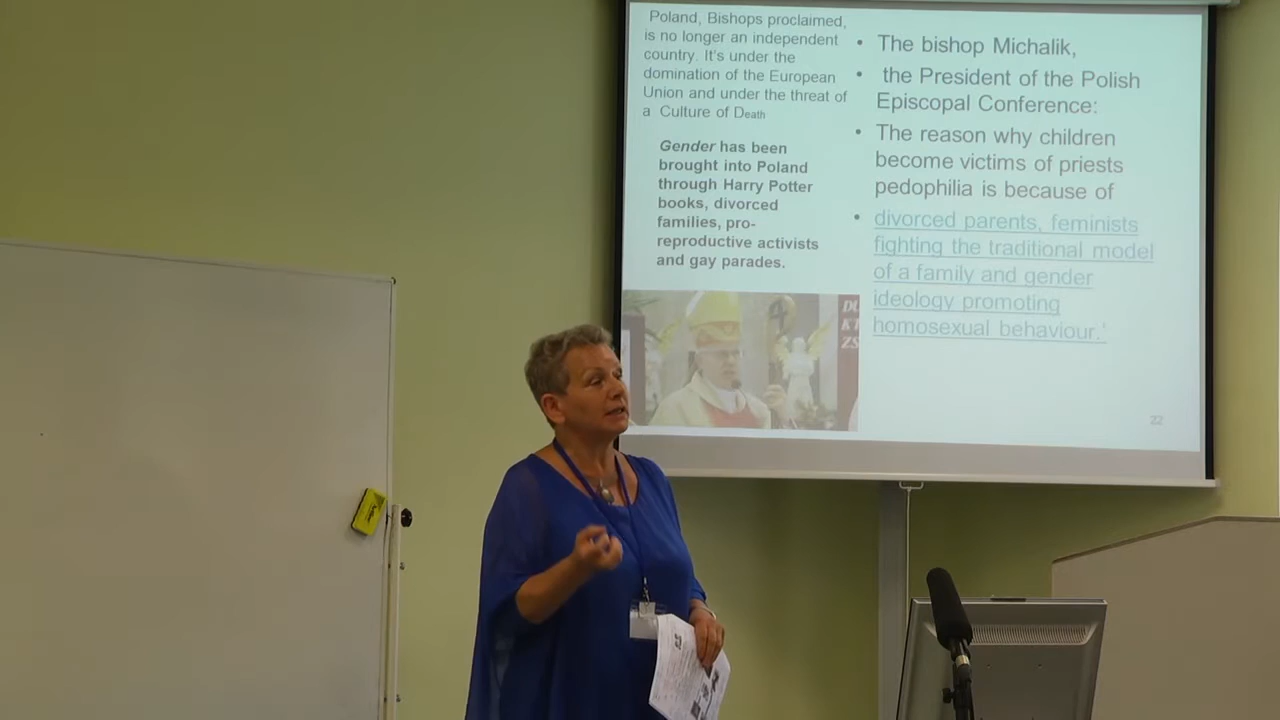 Poland, Bishops proclaimed,
is no longer an independent
country. It's under the
domination of the European
Union and under the threat of
a Culture of Death
Gender has been
brought into Poland
through Harry Potter
books, divorced
families, pro-
reproductive activists
and gay parades.
• The bishop Michalik,
• the President of the Polish
Episcopal Conference:
• The reason why children
become victims of priests
pedophilia is because of
• divorced parents, feminists
fighting the traditional model
of a family and gender
ideology promoting
homosexual behaviour.'
DU
KT
ZS
22